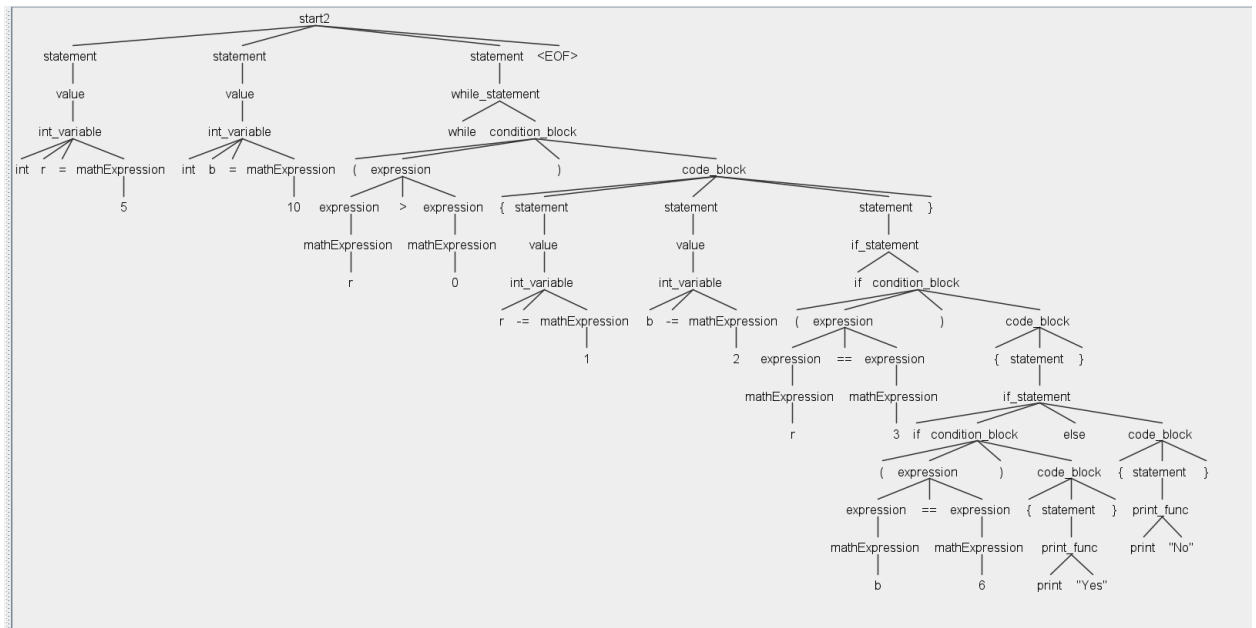 start2
statement statement statement <EOF>
value value while_statement
int_variable int_variable while condition_block
int r = mathExpression int b = mathExpression ( expression ) code_block
5 10 expression > expression { statement statement statement }
mathExpression mathExpression value value if_statement
r 0 int_variable int_variable if condition_block
r -= mathExpression b -= mathExpression ( expression ) code_block
1 2 expression == expression { statement }
mathExpression mathExpression if_statement
r 3 if condition_block else code_block
( expression ) code_block { statement }
expression == expression { statement } print_func
mathExpression mathExpression print_func print "No"
b 6 print "Yes"